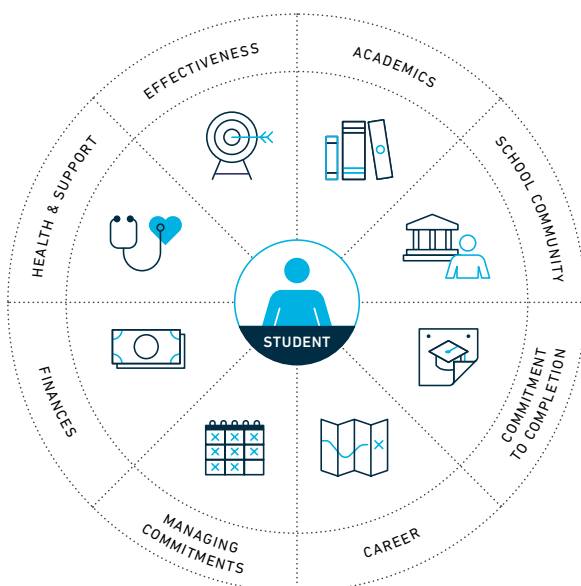 EFFECTIVENESS
ACADEMICS
HEALTH & SUPPORT
SCHOOL COMMUNITY
STUDENT
FINANCES
COMMITMENT
TO COMPLETION
MANAGING
COMMITMENTS
CAREER